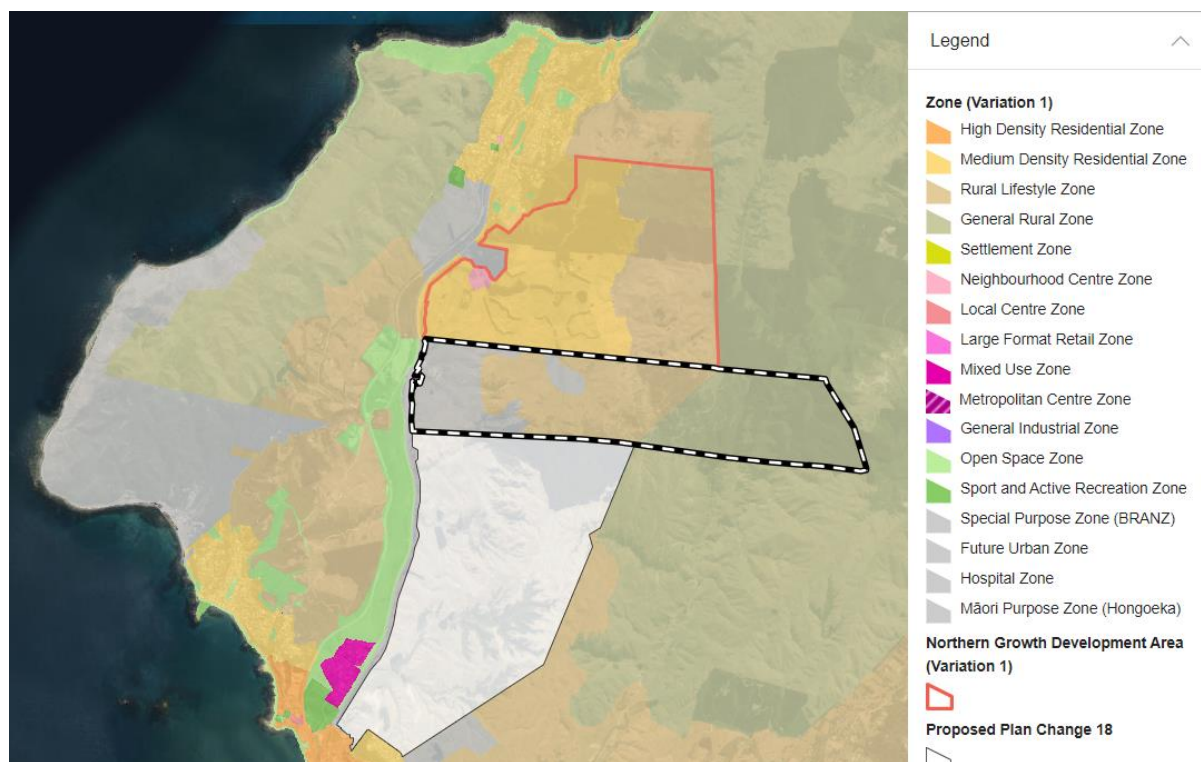 Legend
Zone (Variation 1)
High Density Residential Zone
Medium Density Residential Zone
Rural Lifestyle Zone
General Rural Zone
Settlement Zone
Neighbourhood Centre Zone
Local Centre Zone
Large Format Retail Zone
Mixed Use Zone
Metropolitan Centre Zone
General Industrial Zone
Open Space Zone
Sport and Active Recreation Zone
Special Purpose Zone (BRANZ)
Future Urban Zone
Hospital Zone
Māori Purpose Zone (Hongoeka)
Northern Growth Development Area
(Variation 1)
Proposed Plan Change 18